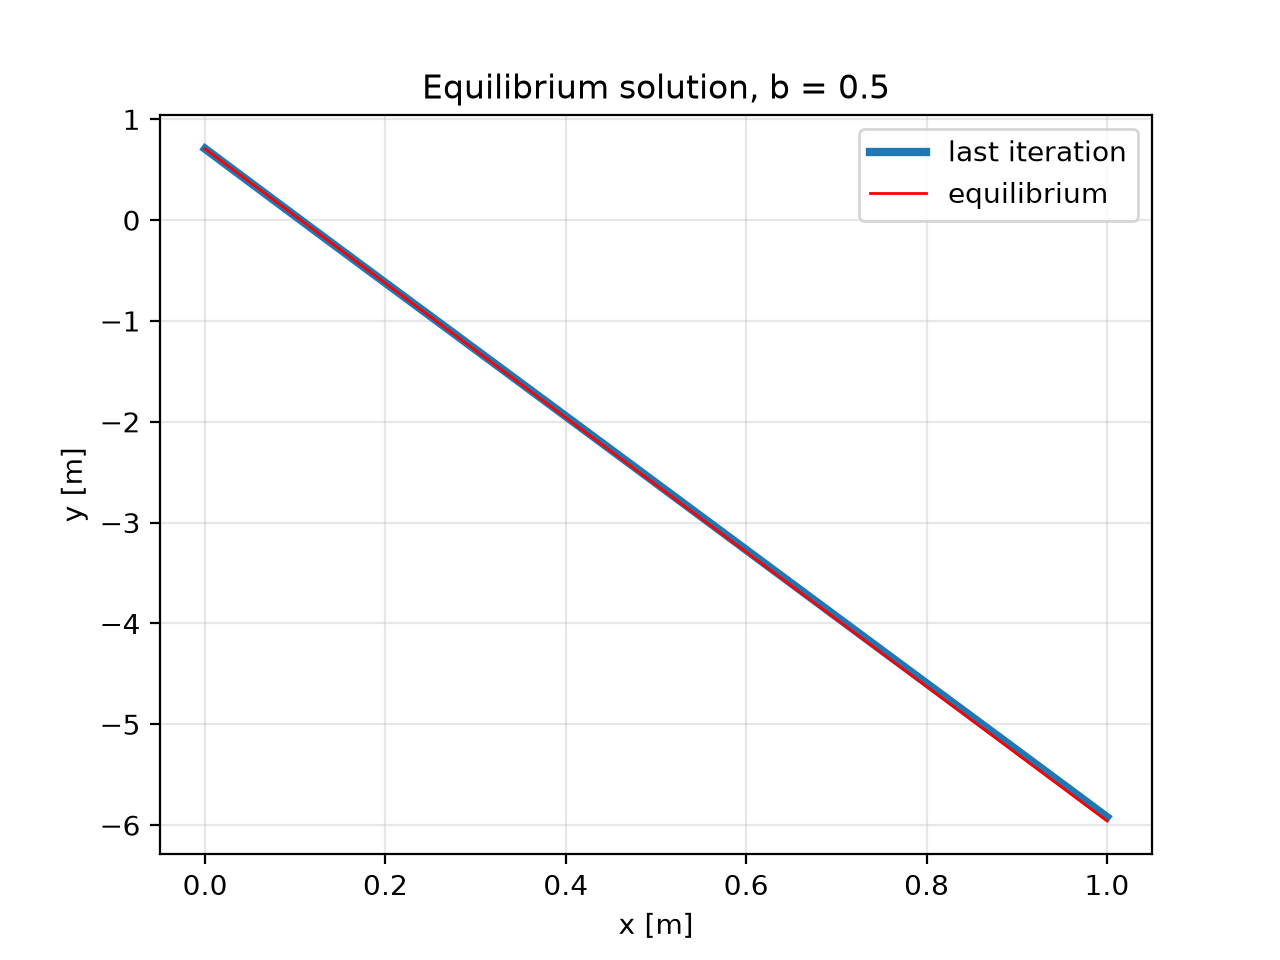 Equilibrium solution, b = 0.5
last iteration
equilibrium
1
0
−1
−2
−3
−4
−5
−6
y [m]
0.0 0.2 0.4 0.6 0.8 1.0
x [m]